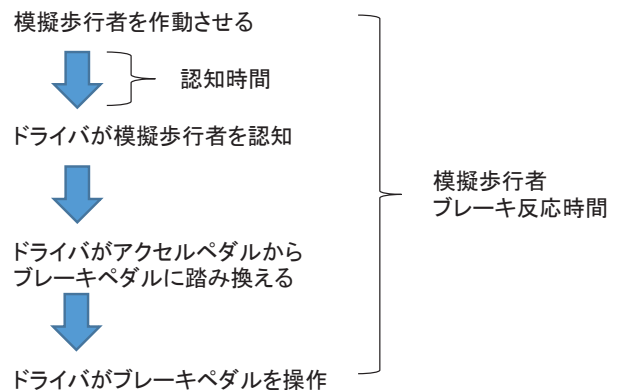 模擬歩行者を作動させる
認知時間
ドライバが模擬歩行者を認知
模擬歩行者
ブレーキ反応時間
ドライバがアクセルペダルから
ブレーキペダルに踏み換える
ドライバがブレーキペダルを操作